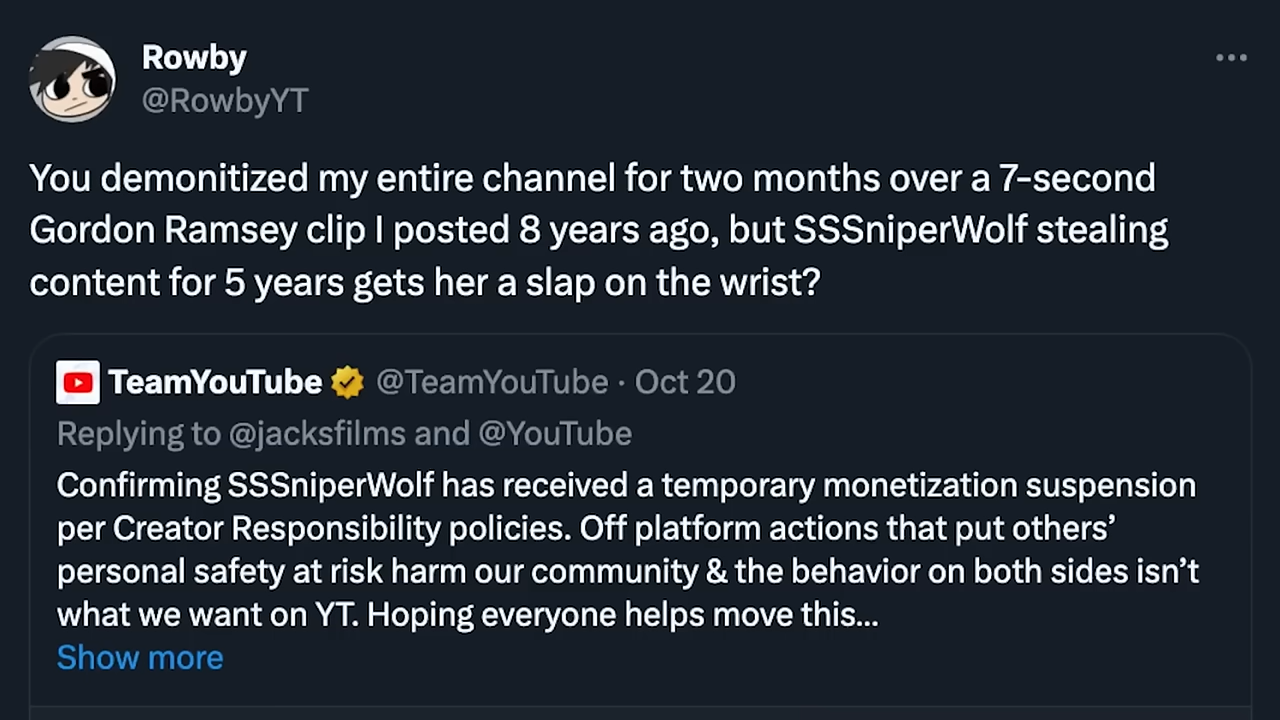 Rowby
@RowbyYT
You demonitized my entire channel for two months over a 7-second
Gordon Ramsey clip I posted 8 years ago, but SSSniperWolf stealing
content for 5 years gets her a slap on the wrist?
TeamYouTube @TeamYouTube · Oct 20
Replying to @jacksfilms and @YouTube
Confirming SSSniperWolf has received a temporary monetization suspension
per Creator Responsibility policies. Off platform actions that put others’
personal safety at risk harm our community & the behavior on both sides isn’t
what we want on YT. Hoping everyone helps move this...
Show more